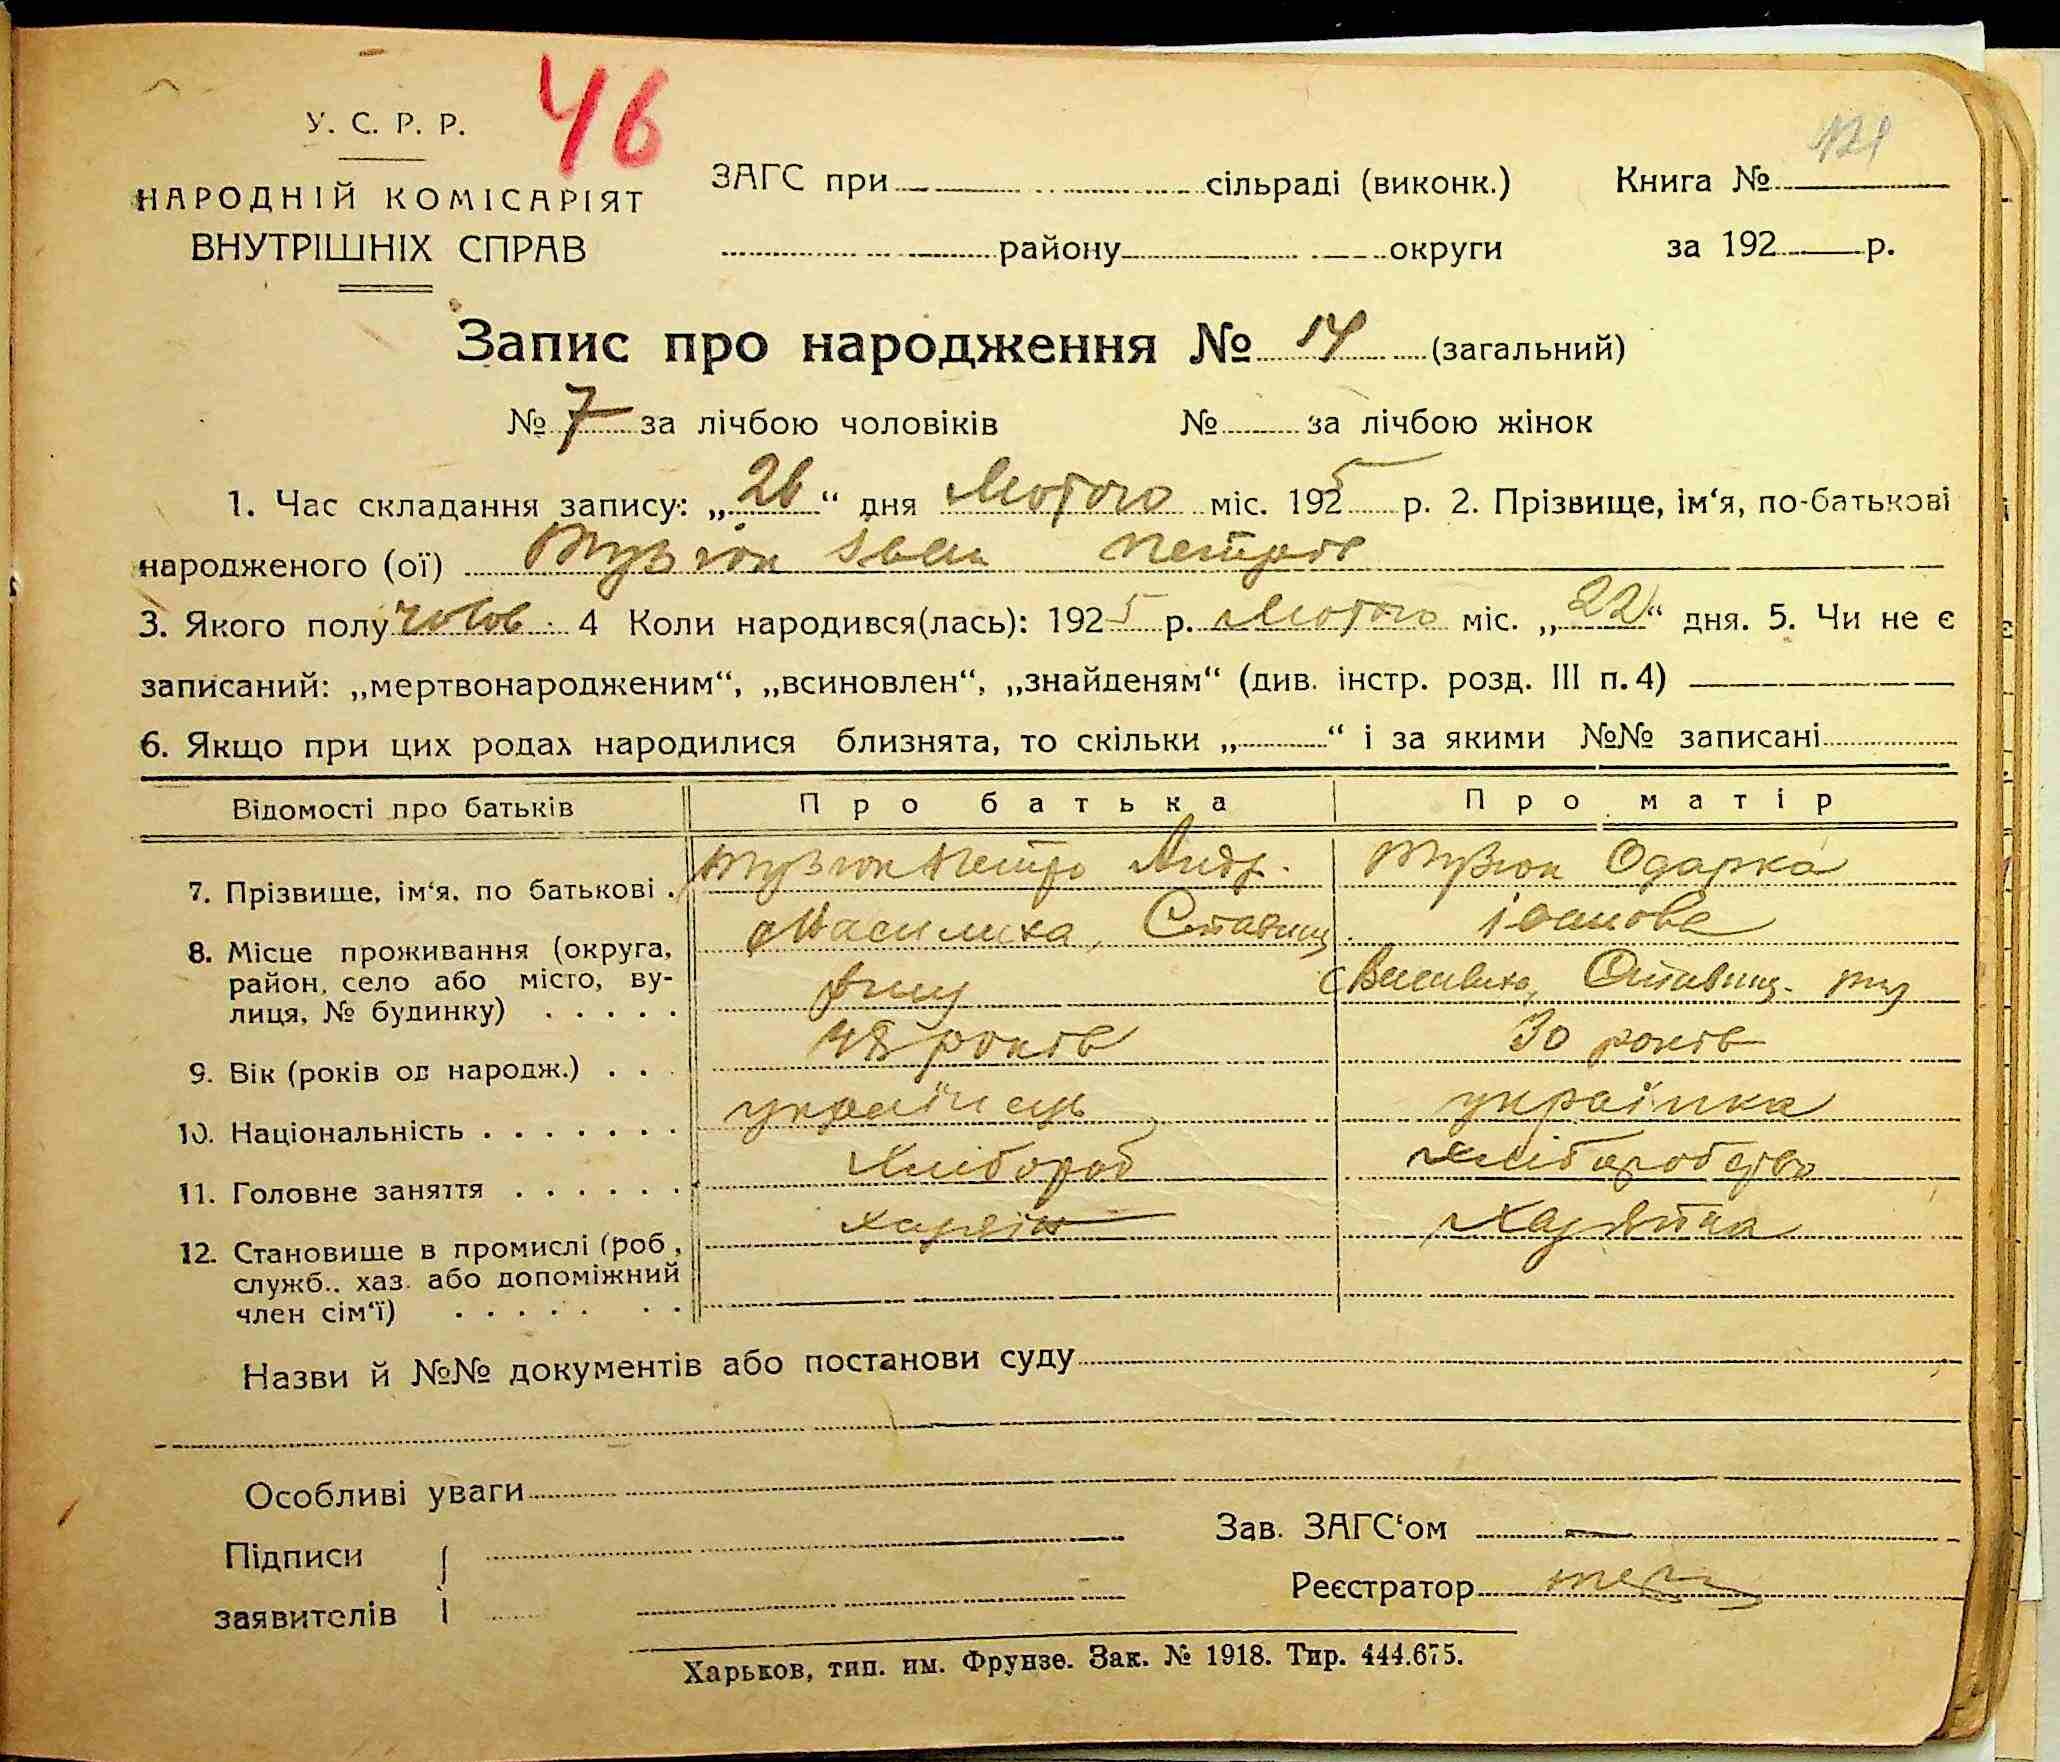 У. С. Р. Р.
46
НАРОДНІЙ КОМІСАРІЯТ
ВНУТРІШНІХ СПРАВ
ЗАГС при сільраді (виконк.) Книга №
району округи за 192 р.
Запис про народження № 14 (загальний)
№ 7 за лічбою чоловіків № за лічбою жінок
1. Час складання запису: „26“ дня Лютого міс. 1925 р. 2. Прізвище, ім‘я, по-батькові
народженого (ої) Іван Петров
3. Якого полу чолов. 4 Коли народився(лась): 1925 р. Лютого міс. „22“ дня. 5. Чи не є
записаний: „мертвонародженим“, „всиновлен“, „знайденям“ (див. інстр. розд. III п. 4)
6. Якщо при цих родах народилися близнята, то скільки „ “ і за якими №№ записані
Відомості про батьків Про батька Про матір
7. Прізвище, ім‘я. по батькові . Петро Андр. Одарка
8. Місце проживання (округа, Іванова
район, село або місто, ву-
лиця, № будинку) . . . . .
9. Вік (років од народж.) . . . 48 років 30 років
10. Національність . . . . . . . українець українка
11. Головне заняття . . . . . . Хлібороб хліборобство
12. Становище в промислі (роб , хазяїн Хазяйка
служб.. хаз. або допоміжний
член сім‘ї) . . . . . . .
Назви й №№ документів або постанови суду
Особливі уваги
Зав. ЗАГС‘ом
Підписи
Реєстратор
заявителів
Харьков, тип. им. Фрунзе. Зак. № 1918. Тир. 444.675.